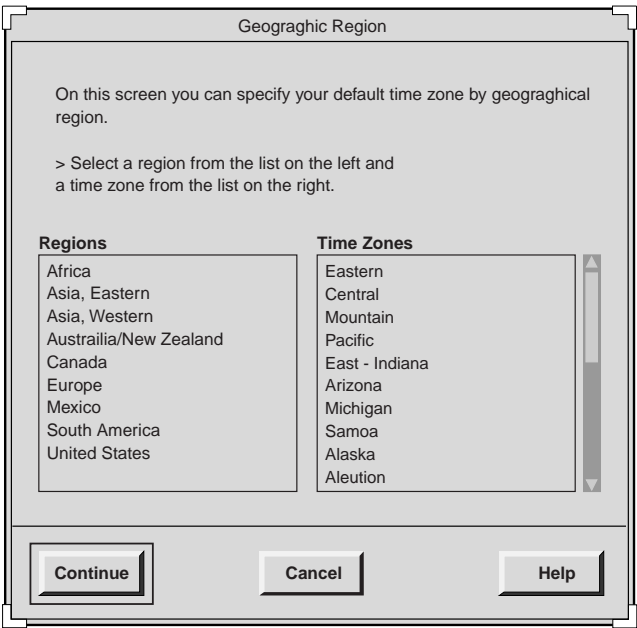 Geograghic Region
On this screen you can specify your default time zone by geograghical
region.
> Select a region from the list on the left and
a time zone from the list on the right.
Regions
Africa
Asia, Eastern
Asia, Western
Austrailia/New Zealand
Canada
Europe
Mexico
South America
United States
Time Zones
Eastern
Central
Mountain
Pacific
East - Indiana
Arizona
Michigan
Samoa
Alaska
Aleution
Continue
Cancel
Help